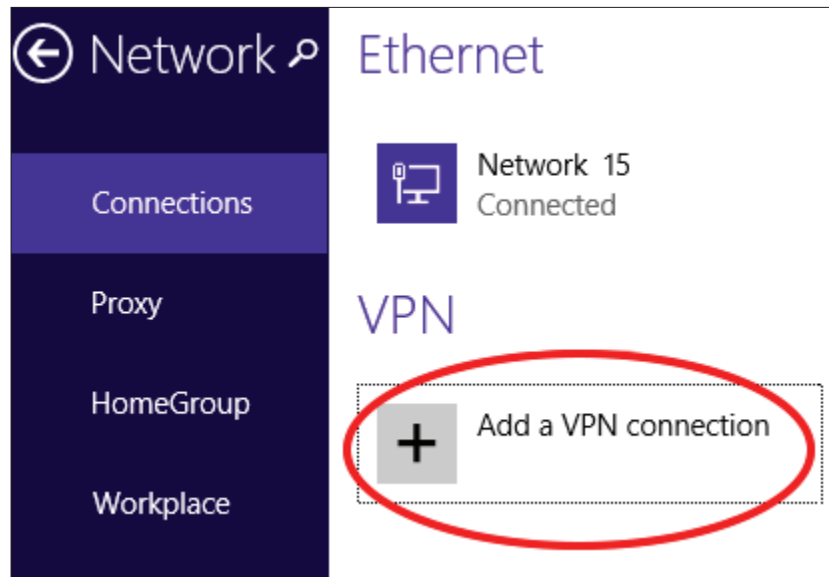 Network
Connections
Proxy
HomeGroup
Workplace
Ethernet
Network 15
Connected
VPN
Add a VPN connection